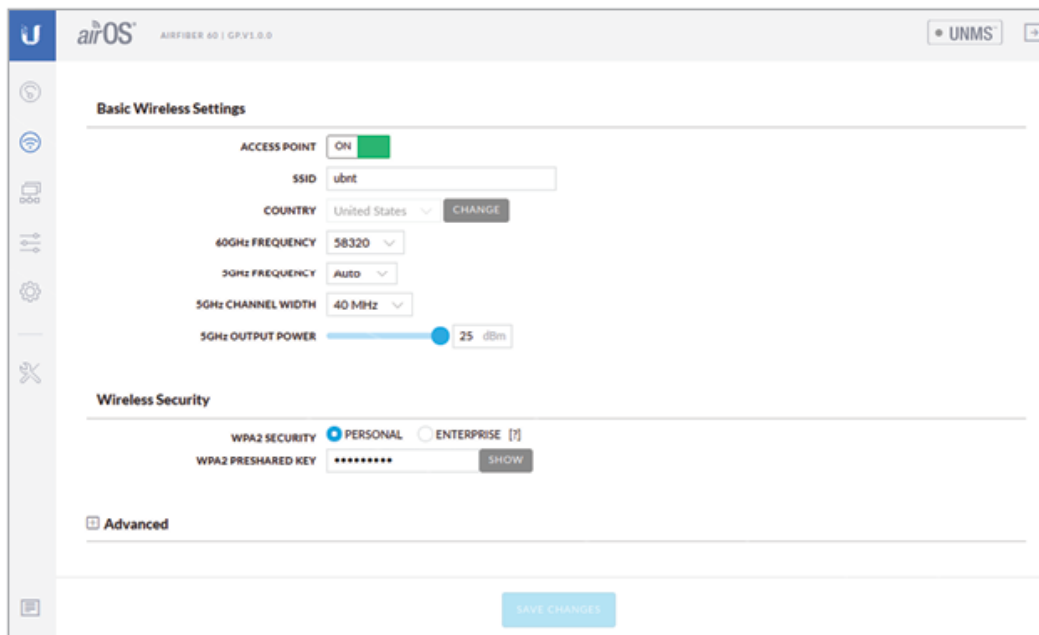 airOS AIRFIBER 60 | GP.V1.0.0 UNMS
Basic Wireless Settings
ACCESS POINT ON
SSID ubnt
COUNTRY United States CHANGE
60GHz FREQUENCY 58320
5GHz FREQUENCY Auto
5GHz CHANNEL WIDTH 40 MHz
5GHz OUTPUT POWER 25 dBm
Wireless Security
WPA2 SECURITY PERSONAL ENTERPRISE [?]
WPA2 PRESHARED KEY ••••••••• SHOW
Advanced
SAVE CHANGES